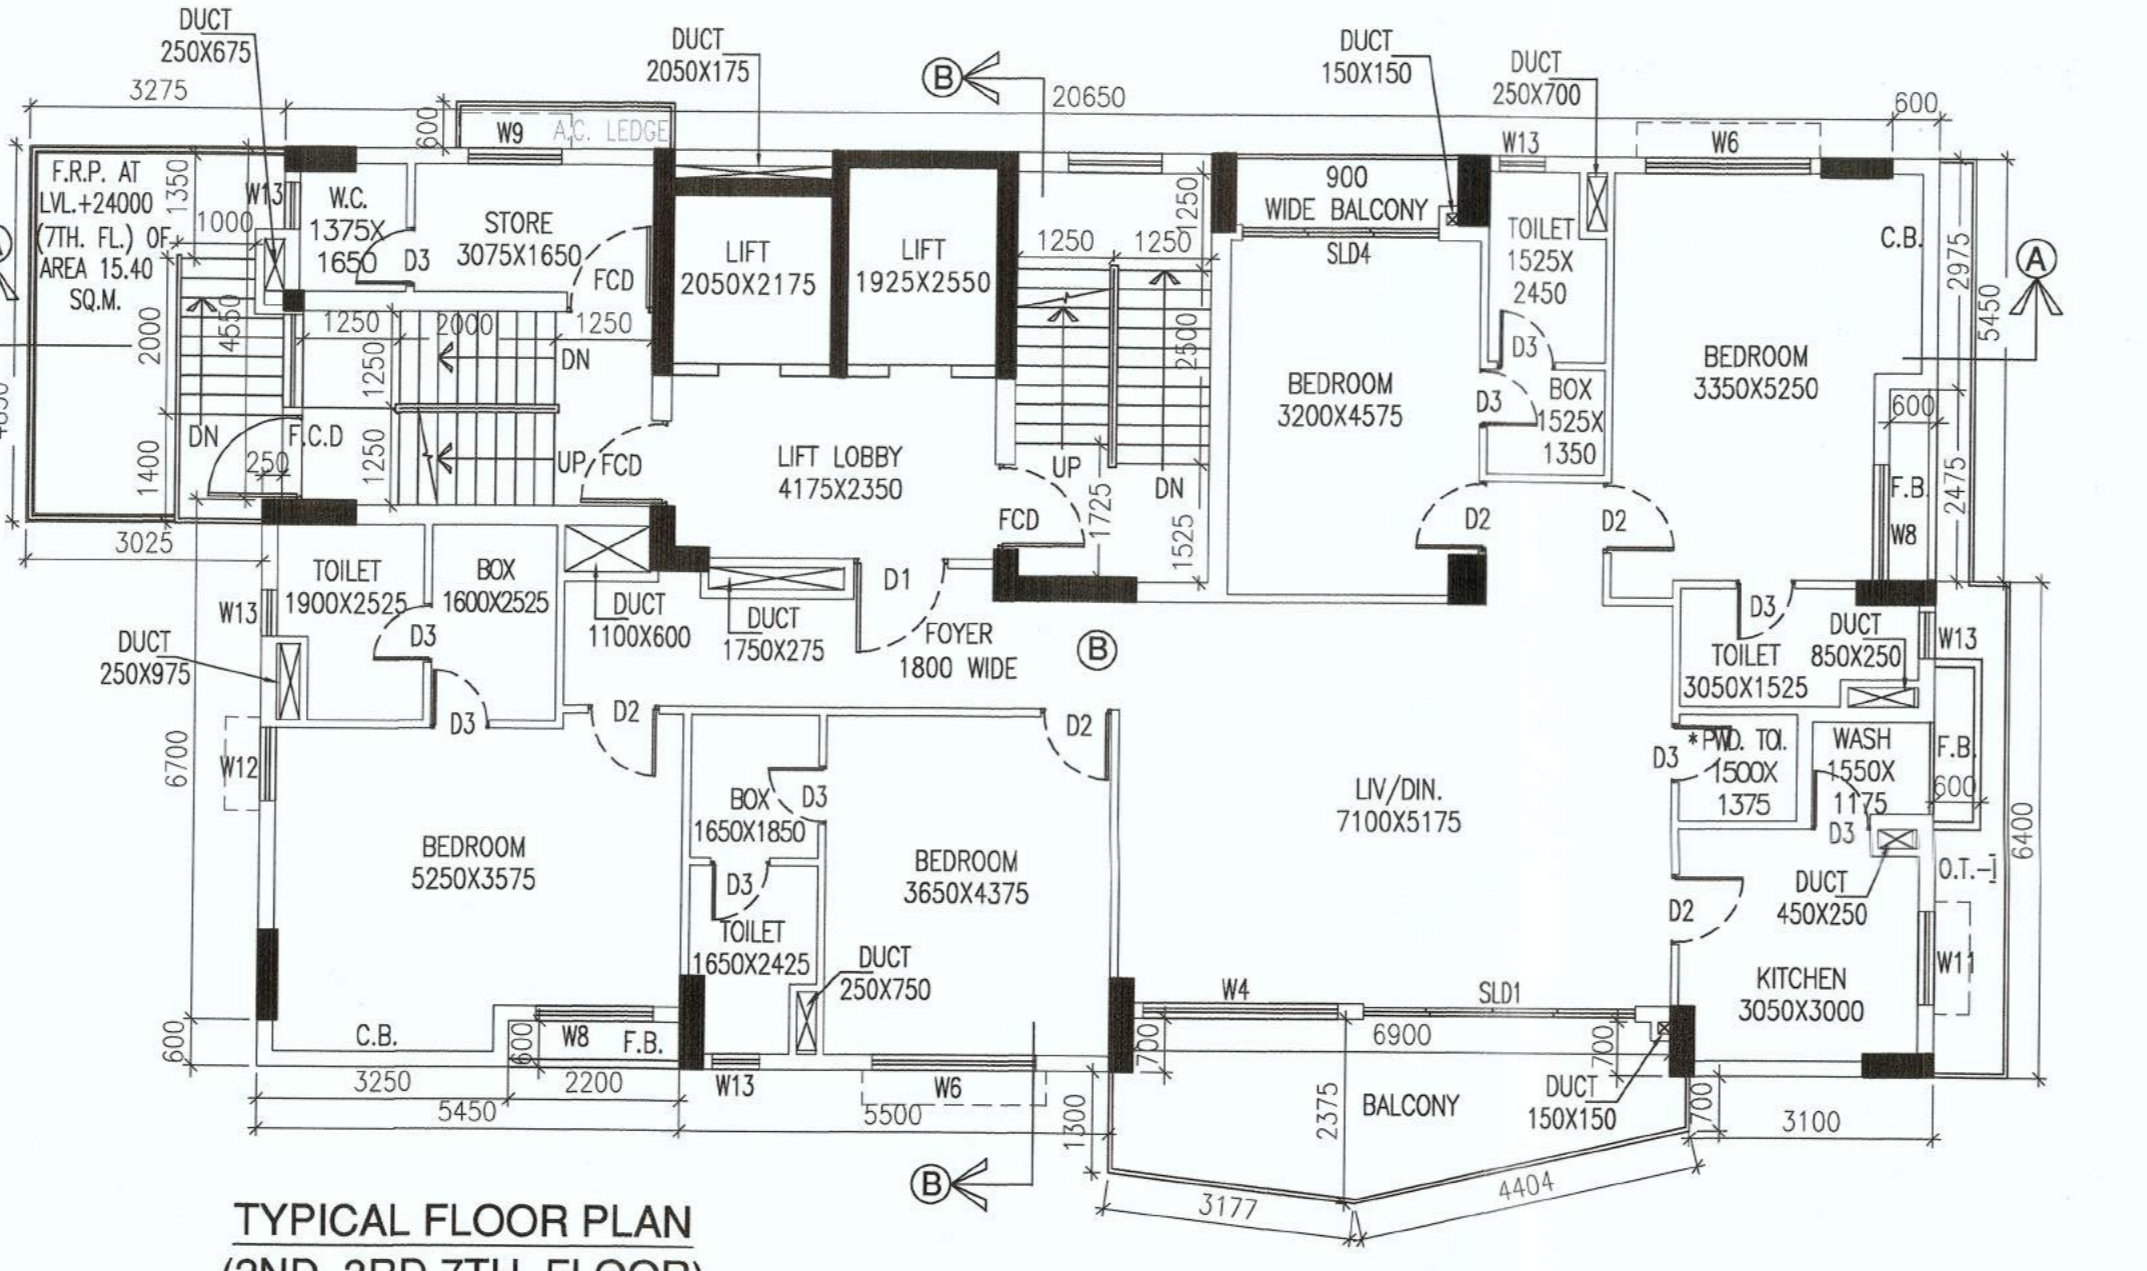 DUCT
250X675
DUCT
2050X175
B
DUCT
150X150
DUCT
250X700
3275
600
20650
600
W9
A.C. LEDGE
W13
W6
F.R.P. AT
LVL.+24000
(7TH. FL.) OF
AREA 15.40
SQ.M.
1350
1000
W13
W.C.
1375X
1650
D3
STORE
3075X1650
FCD
LIFT
2050X2175
LIFT
1925X2550
1250
1250
1250
900
WIDE BALCONY
SLD4
TOILET
1525X
2450
D3
C.B.
2975
5450
A
2000
4550
1250
2000
1250
1250
DN
2500
BEDROOM
3200X4575
D3
BOX
1525X
1350
BEDROOM
3350X5250
600
DN
F.C.D
250
1400
1250
UP
FCD
LIFT LOBBY
4175X2350
UP
DN
FCD
1725
1525
D2
D2
F.B.
W8
2475
3025
TOILET
1900X2525
BOX
1600X2525
W13
D3
DUCT
250X975
DUCT
1100X600
DUCT
1750X275
D1
FOYER
1800 WIDE
B
D3
DUCT
850X250
TOILET
3050X1525
W13
D3
D2
D2
6700
W12
BOX
1650X1850
D3
LIV/DIN.
7100X5175
D3
*PWD. TOI.
1500X
1375
WASH
1550X
1175
D3
F.B.
600
6400
BEDROOM
5250X3575
BEDROOM
3650X4375
D3
TOILET
1650X2425
DUCT
250X750
D2
DUCT
450X250
O.T.-I
KITCHEN
3050X3000
W11
W4
SLD1
600
C.B.
600
W8
F.B.
700
6900
700
3250
2200
W13
W6
5450
5500
1300
2375
BALCONY
DUCT
150X150
700
3100
B
3177
4404
TYPICAL FLOOR PLAN